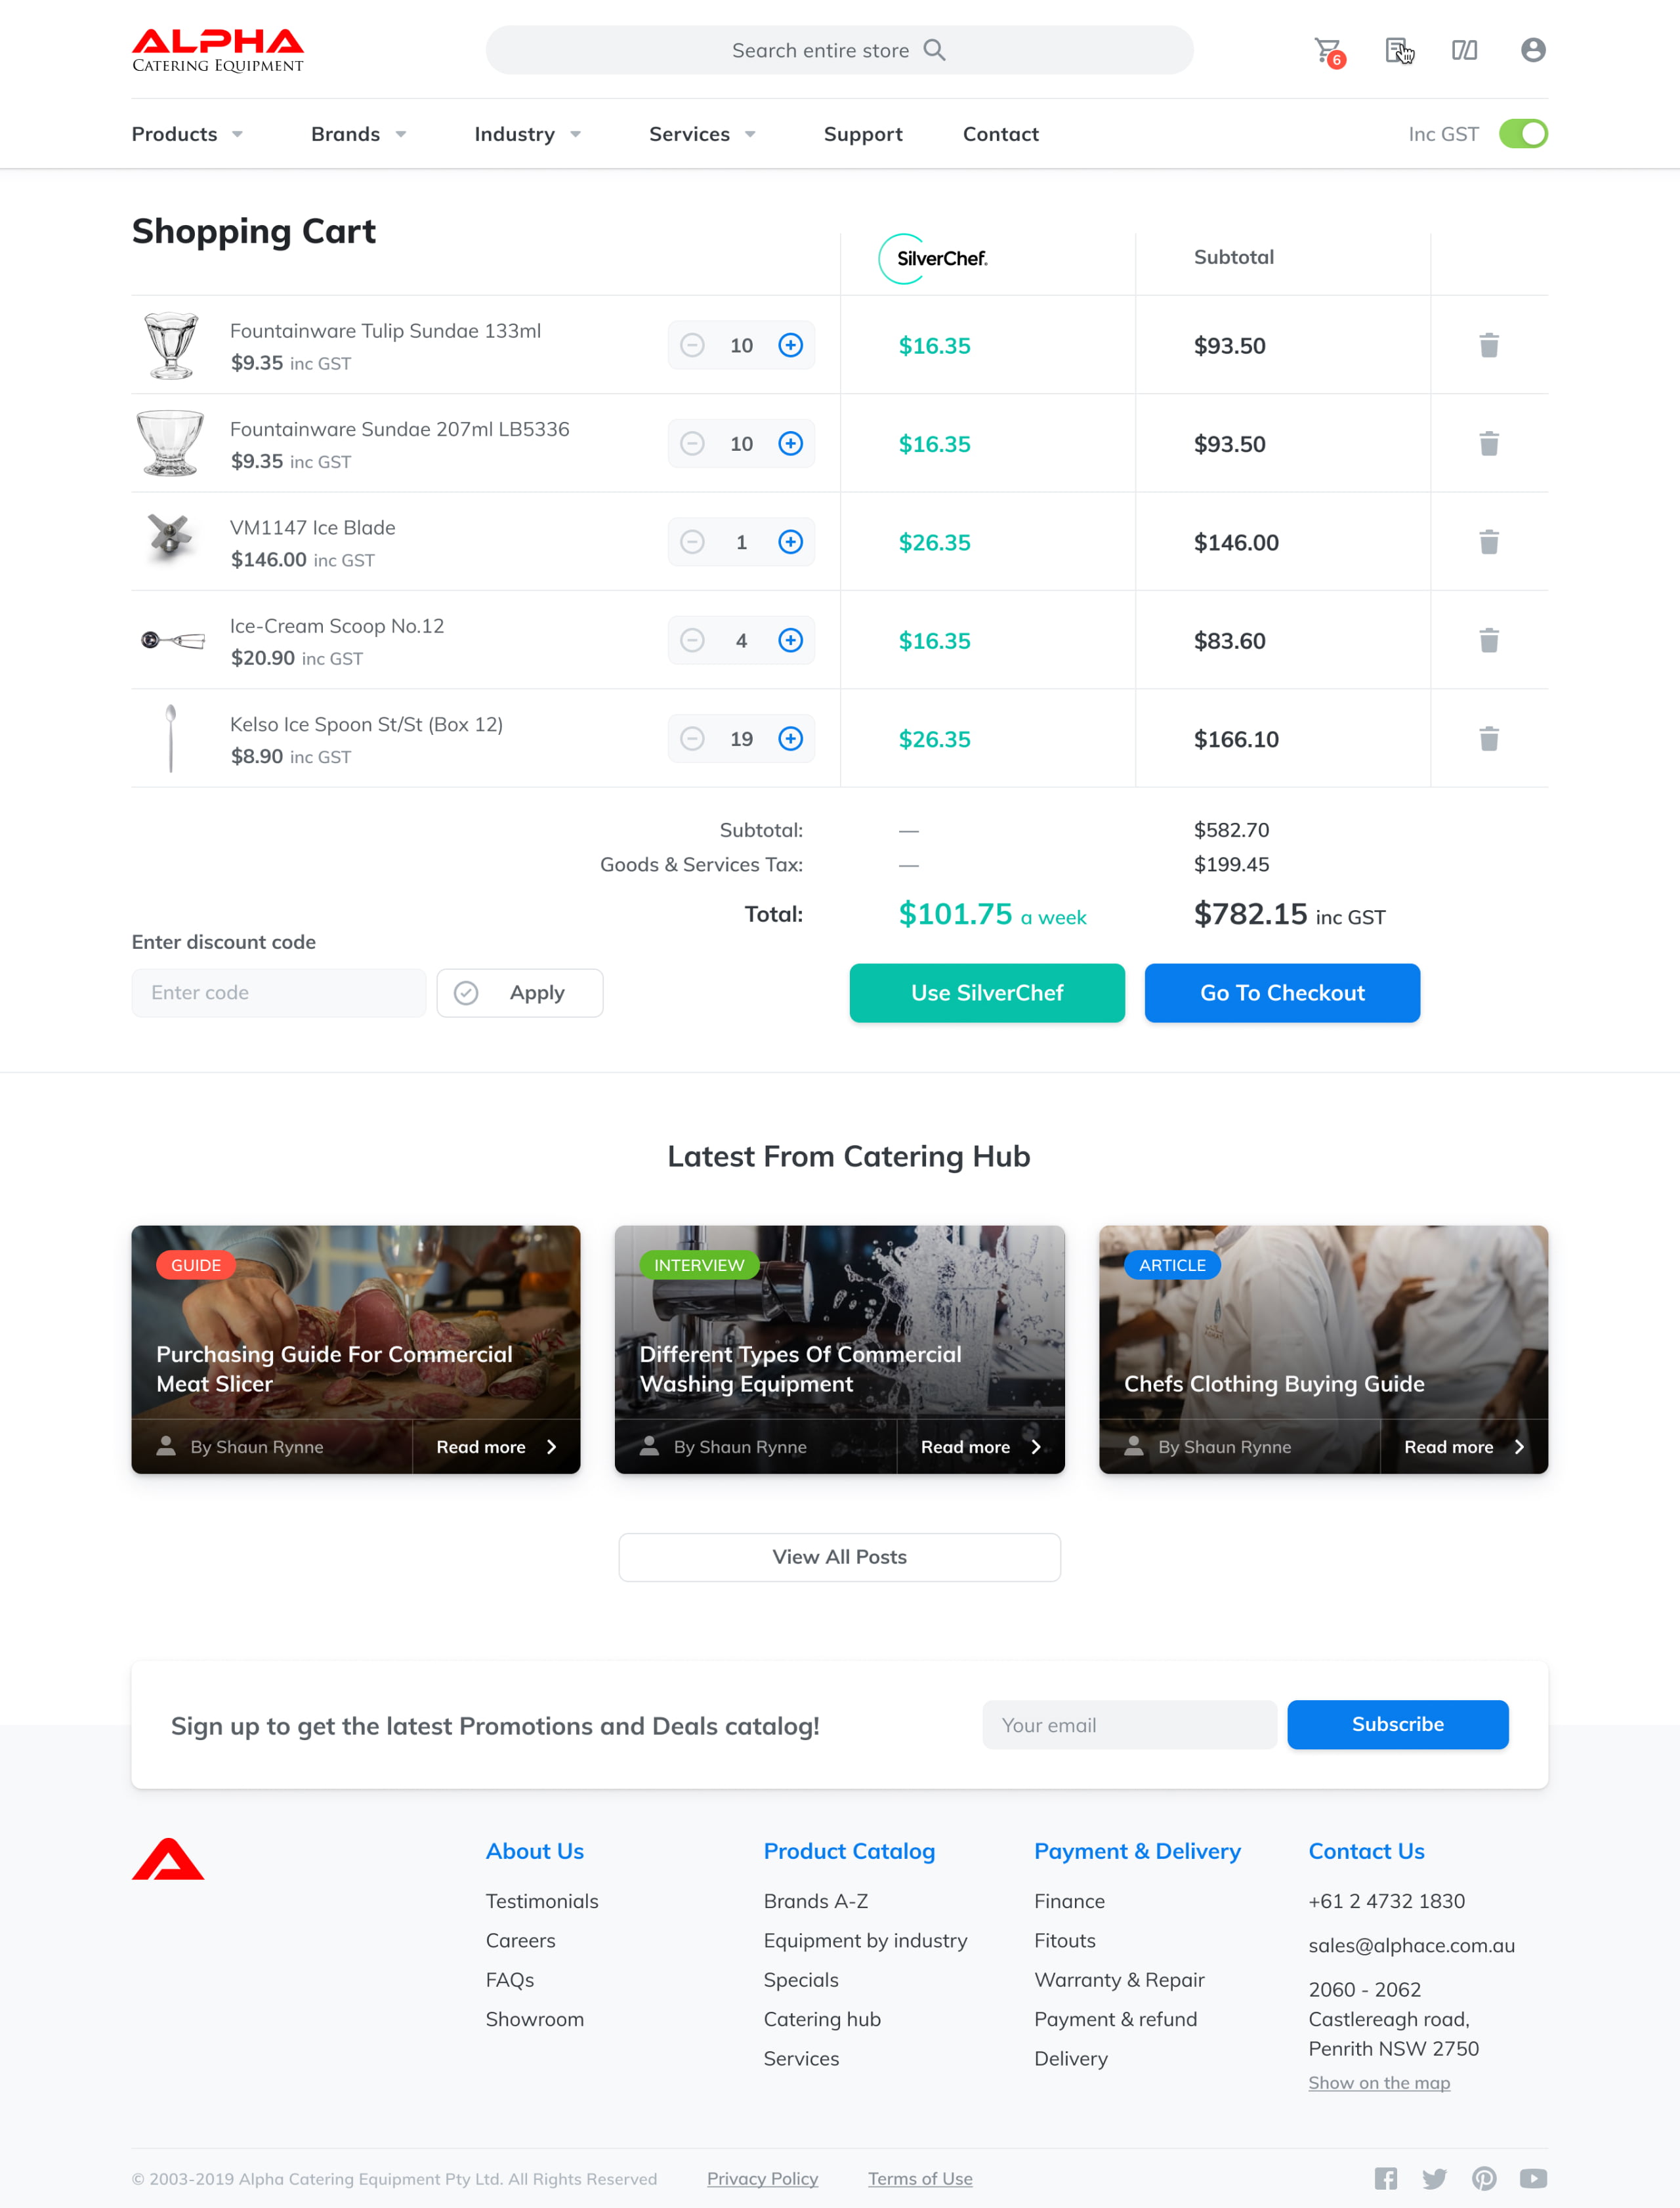 ALPHA
CATERING EQUIPMENT
Search entire store
6
Products
Brands
Industry
Services
Support
Contact
Inc GST
Shopping Cart
SilverChef.
Subtotal
Fountainware Tulip Sundae 133ml
$9.35 inc GST
10
$16.35
$93.50
Fountainware Sundae 207ml LB5336
$9.35 inc GST
10
$16.35
$93.50
VM1147 Ice Blade
$146.00 inc GST
1
$26.35
$146.00
Ice-Cream Scoop No.12
$20.90 inc GST
4
$16.35
$83.60
Kelso Ice Spoon St/St (Box 12)
$8.90 inc GST
19
$26.35
$166.10
Subtotal:
—
$582.70
Goods & Services Tax:
—
$199.45
Total:
$101.75 a week
$782.15 inc GST
Enter discount code
Enter code
Apply
Use SilverChef
Go To Checkout
Latest From Catering Hub
GUIDE
Purchasing Guide For Commercial
Meat Slicer
By Shaun Rynne
Read more
INTERVIEW
Different Types Of Commercial
Washing Equipment
By Shaun Rynne
Read more
ARTICLE
Chefs Clothing Buying Guide
By Shaun Rynne
Read more
View All Posts
Sign up to get the latest Promotions and Deals catalog!
Your email
Subscribe
About Us
Testimonials
Careers
FAQs
Showroom
Product Catalog
Brands A-Z
Equipment by industry
Specials
Catering hub
Services
Payment & Delivery
Finance
Fitouts
Warranty & Repair
Payment & refund
Delivery
Contact Us
+61 2 4732 1830
sales@alphace.com.au
2060 - 2062
Castlereagh road,
Penrith NSW 2750
Show on the map
© 2003-2019 Alpha Catering Equipment Pty Ltd. All Rights Reserved
Privacy Policy
Terms of Use